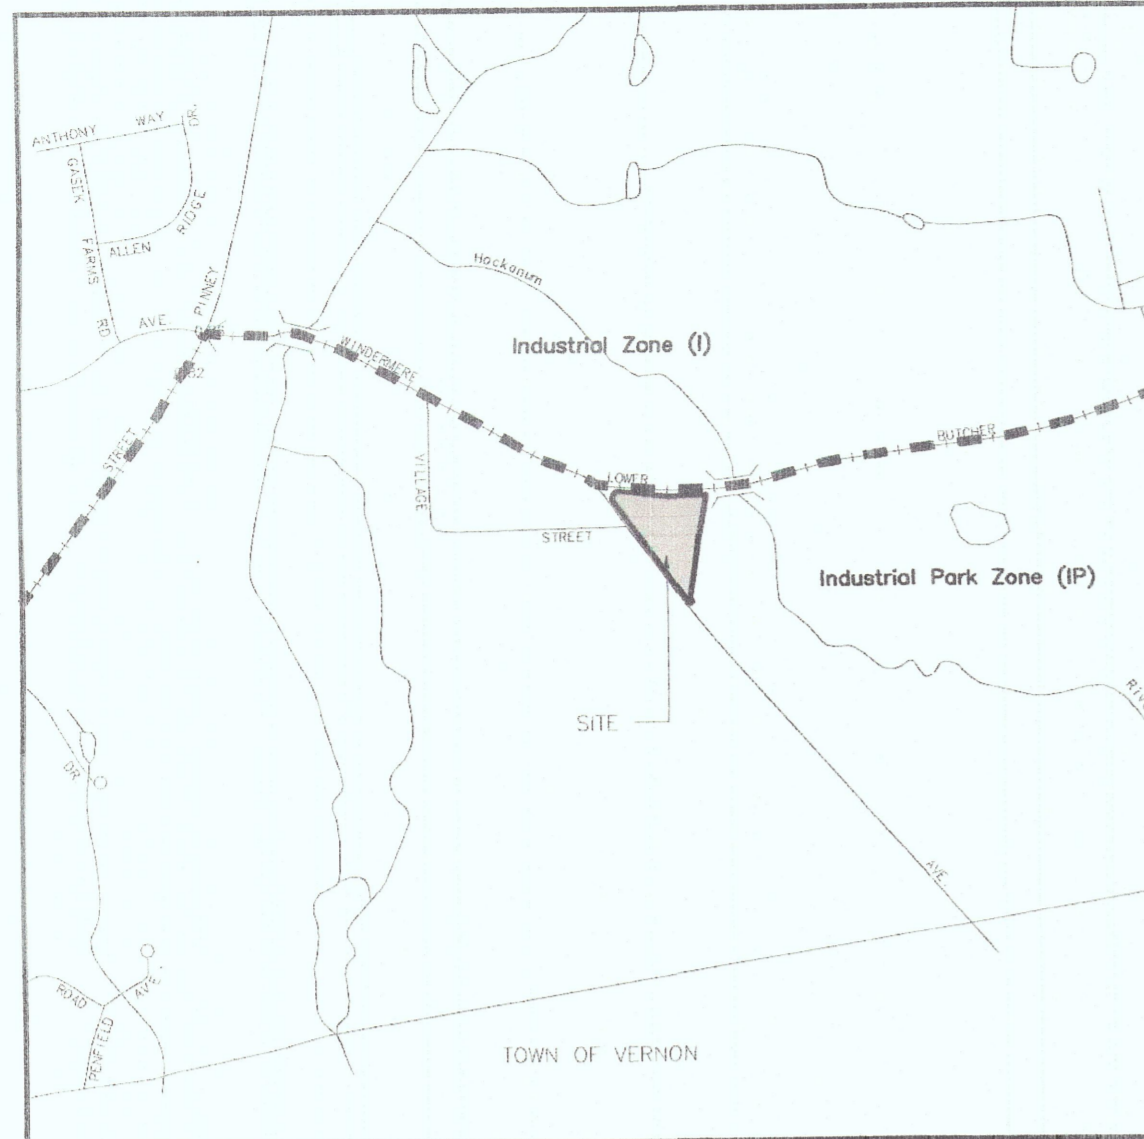 ANTHONY WAY
DR.
GASEK FARMS RD
ALLEN RIDGE
PINNEY STREET
AVE.
WINDERMERE
Hockanum
Industrial Zone (I)
BUTCHER
LOWER
VILLAGE STREET
Industrial Park Zone (IP)
SITE
DR
AVE.
ROAD
AVE.
PENFIELD
TOWN OF VERNON